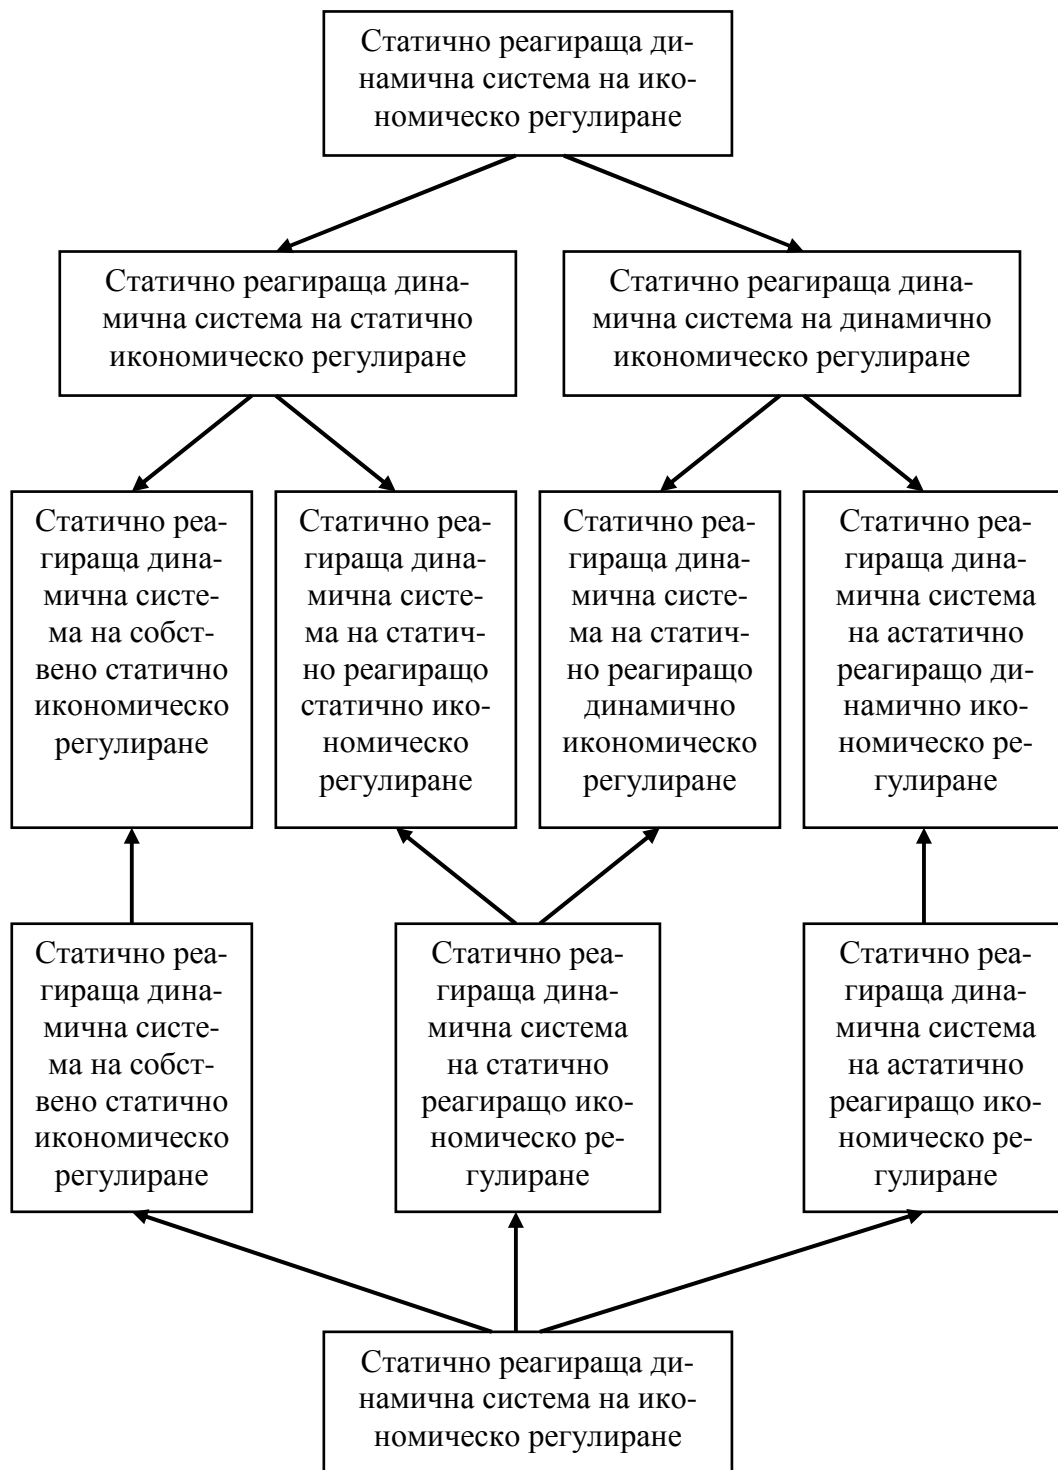 Статично реагираща ди-
намична система на ико-
номическо регулиране
Статично реагираща дина-
мична система на статично
икономическо регулиране
Статично реагираща дина-
мична система на динамично
икономическо регулиране
Статично реа-
гираща дина-
мична систе-
ма на собст-
вено статично
икономическо
регулиране
Статично реа-
гираща дина-
мична систе-
ма на статич-
но реагиращо
статично ико-
номическо
регулиране
Статично реа-
гираща дина-
мична систе-
ма на статич-
но реагиращо
динамично
икономическо
регулиране
Статично реа-
гираща дина-
мична система
на астатично
реагиращо ди-
намично ико-
номическо ре-
гулиране
Статично реа-
гираща дина-
мична систе-
ма на собст-
вено статично
икономическо
регулиране
Статично реа-
гираща дина-
мична система
на статично
реагиращо ико-
номическо ре-
гулиране
Статично реа-
гираща дина-
мична система
на астатично
реагиращо ико-
номическо ре-
гулиране
Статично реагираща ди-
намична система на ико-
номическо регулиране